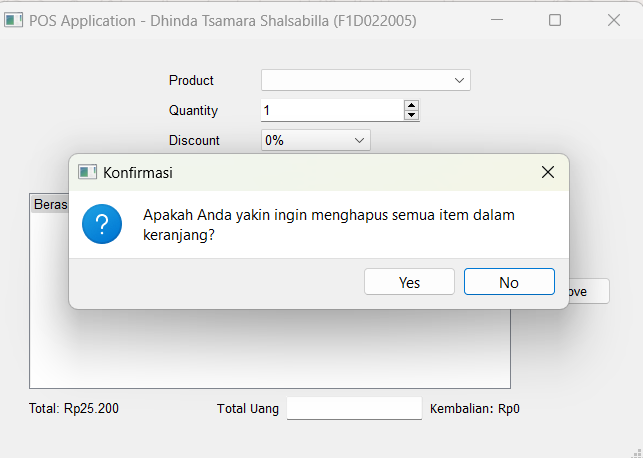 POS Application - Dhinda Tsamara Shalsabilla (F1D022005)
Product
Quantity 1
Discount 0%
Konfirmasi
Beras
Apakah Anda yakin ingin menghapus semua item dalam
keranjang?
Yes No
Total: Rp25.200 Total Uang Kembalian: Rp0